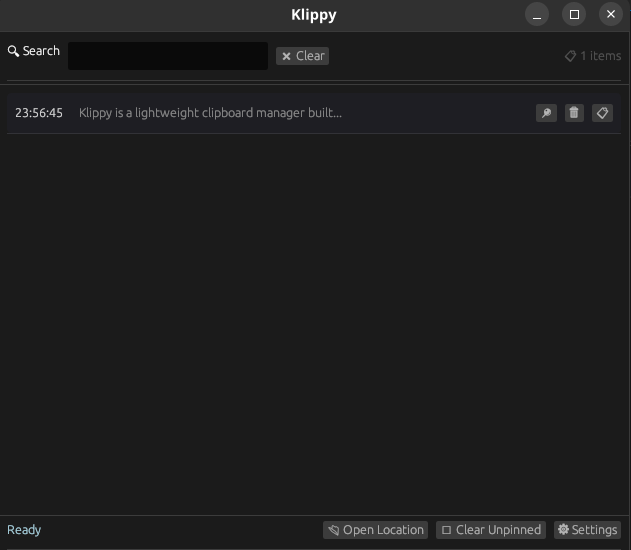 Klippy
Search
Clear
1 items
23:56:45 Klippy is a lightweight clipboard manager built...
Ready
Open Location
Clear Unpinned
Settings